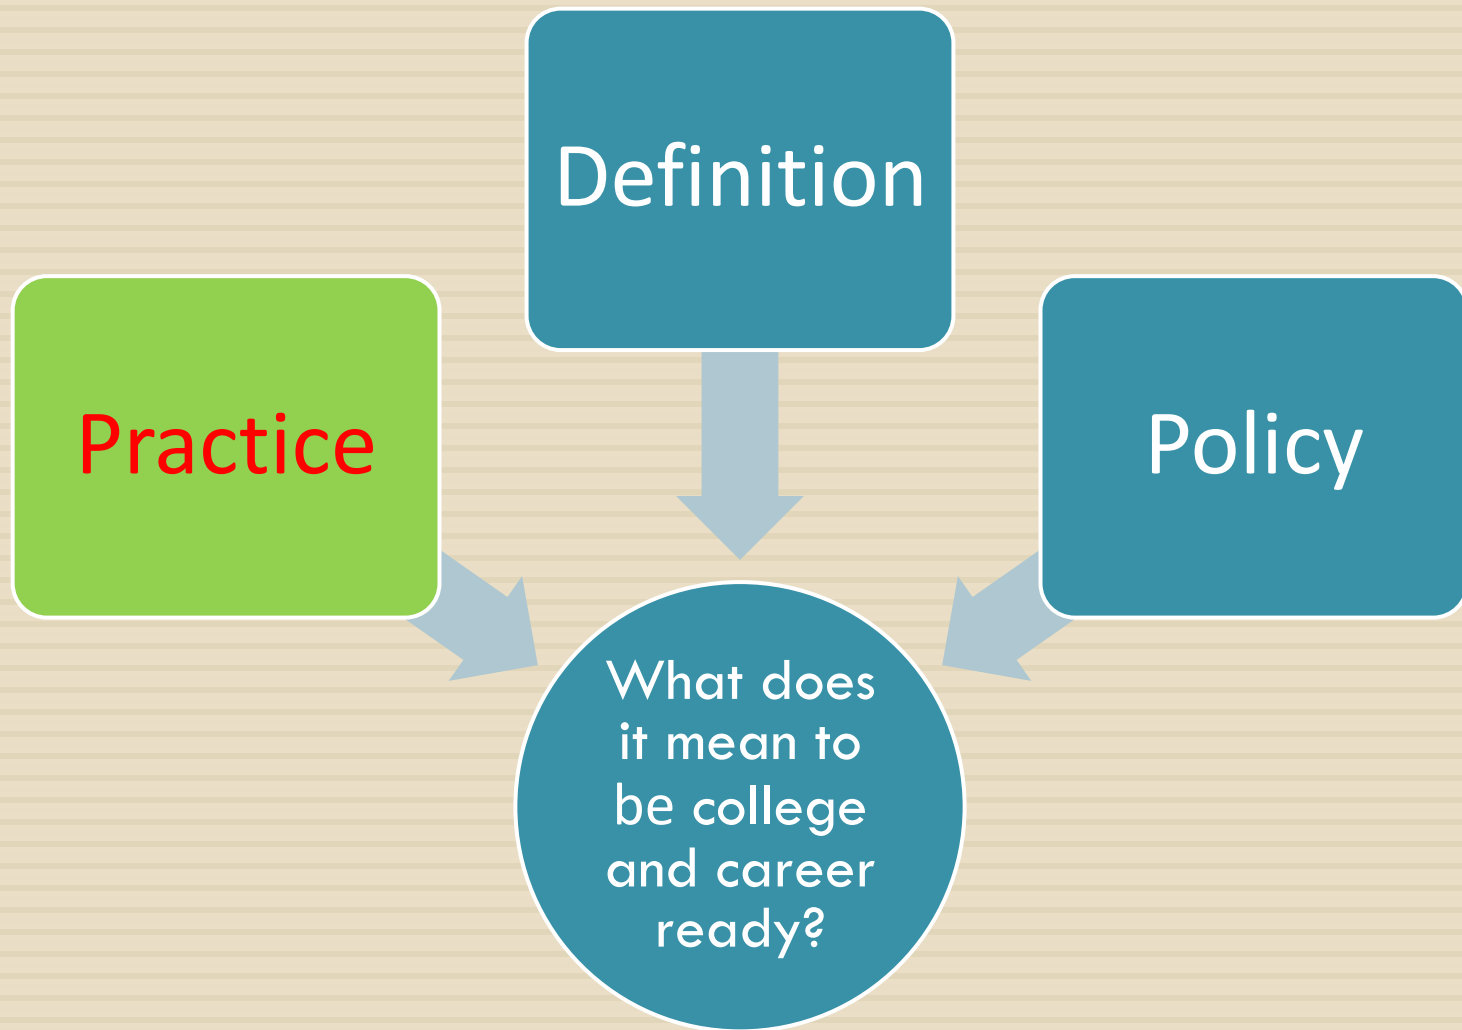 Definition
Practice
Policy
What does
it mean to
be college
and career
ready?